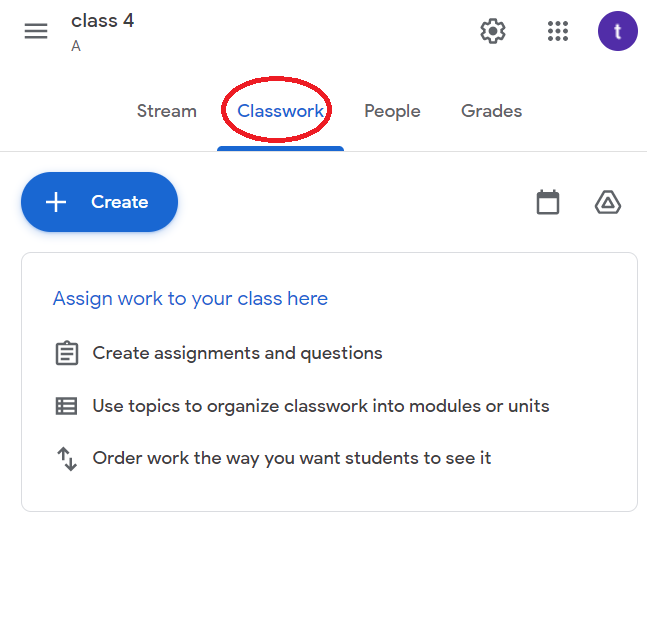 class 4
A
t
Stream Classwork People Grades
Create
Assign work to your class here
Create assignments and questions
Use topics to organize classwork into modules or units
Order work the way you want students to see it